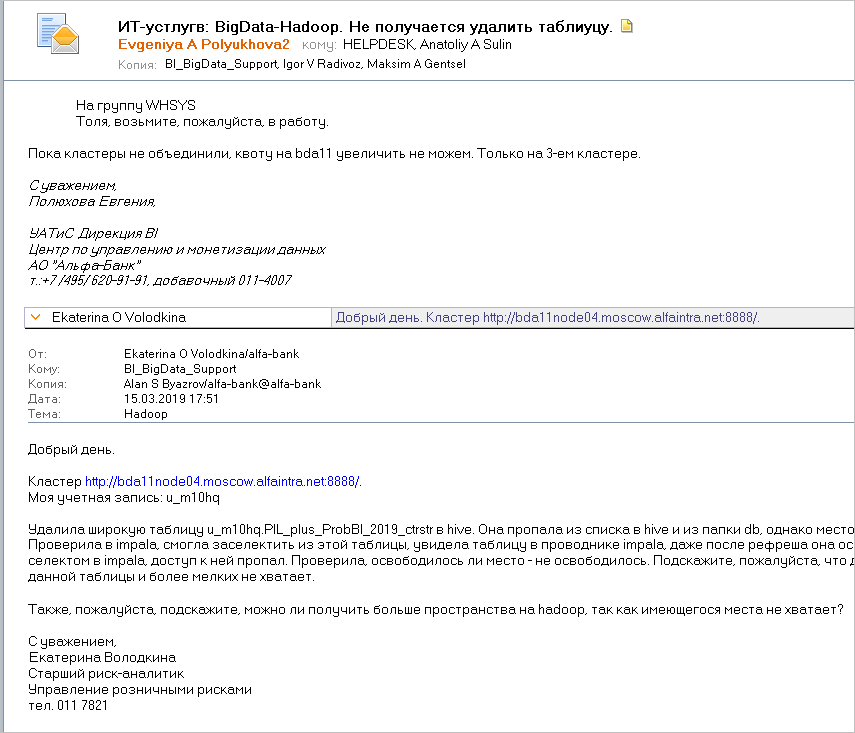 ИТ-устлугв: BigData-Hadoop. Не получается удалить таблиуцу.
Evgeniya A Polyukhova2 кому: HELPDESK, Anatoliy A Sulin
Копия: BI_BigData_Support, Igor V Radivoz, Maksim A Gentsel
На группу WHSYS
Толя, возьмите, пожалуйста, в работу.
Пока кластеры не объединили, квоту на bda11 увеличить не можем. Только на 3-ем кластере.
С уважением,
Полюхова Евгения,
УАТиС Дирекция BI
Центр по управлению и монетизации данных
АО "Альфа-Банк"
т.:+7 /495/ 620-91-91, добавочный 011-4007
Ekaterina O Volodkina Добрый день. Кластер http://bda11node04.moscow.alfaintra.net:8888/.
От: Ekaterina O Volodkina/alfa-bank
Кому: BI_BigData_Support
Копия: Alan S Byazrov/alfa-bank@alfa-bank
Дата: 15.03.2019 17:51
Тема: Hadoop
Добрый день.
Кластер http://bda11node04.moscow.alfaintra.net:8888/.
Моя учетная запись: u_m10hq
Удалила широкую таблицу u_m10hq.PIL_plus_ProbBI_2019_ctrstr в hive. Она пропала из списка в hive и из папки db, однако место
Проверила в impala, смогла заселектить из этой таблицы, увидела таблицу в проводнике impala, даже после рефреша она ос
селектом в impala, доступ к ней пропал. Проверила, освободилось ли место - не освободилось. Подскажите, пожалуйста, что д
данной таблицы и более мелких не хватает.
Также, пожалуйста, подскажите, можно ли получить больше пространства на hadoop, так как имеющегося места не хватает?
С уважением,
Екатерина Володкина
Старший риск-аналитик
Управление розничными рисками
тел. 011 7821